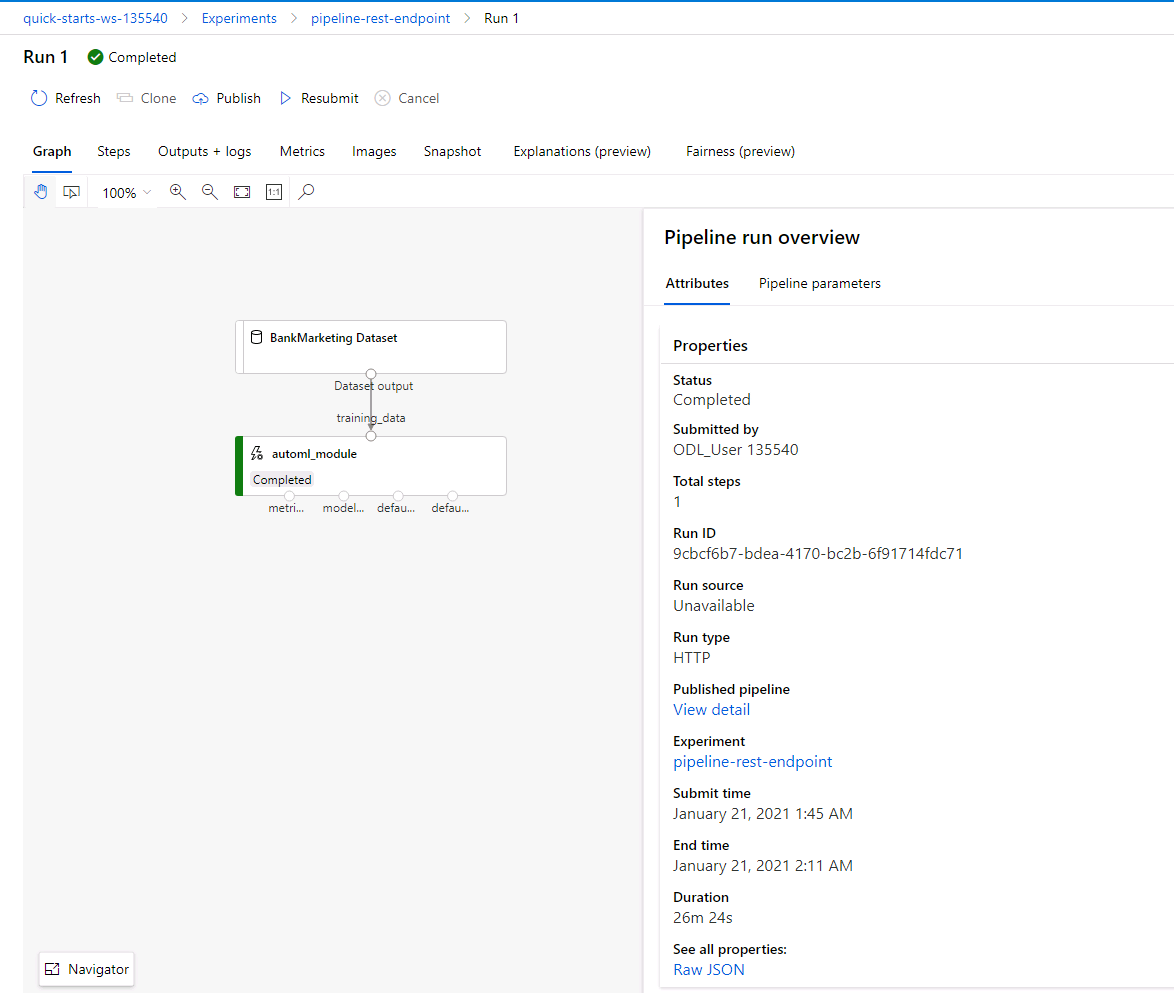 quick-starts-ws-135540 > Experiments > pipeline-rest-endpoint > Run 1
Run 1 Completed
Refresh Clone Publish Resubmit Cancel
Graph Steps Outputs + logs Metrics Images Snapshot Explanations (preview) Fairness (preview)
100% 1:1
BankMarketing Dataset
Dataset output
training_data
automl_module
Completed
metri... model... defau... defau...
Navigator
Pipeline run overview
Attributes Pipeline parameters
Properties
Status
Completed
Submitted by
ODL_User 135540
Total steps
1
Run ID
9cbcf6b7-bdea-4170-bc2b-6f91714fdc71
Run source
Unavailable
Run type
HTTP
Published pipeline
View detail
Experiment
pipeline-rest-endpoint
Submit time
January 21, 2021 1:45 AM
End time
January 21, 2021 2:11 AM
Duration
26m 24s
See all properties:
Raw JSON